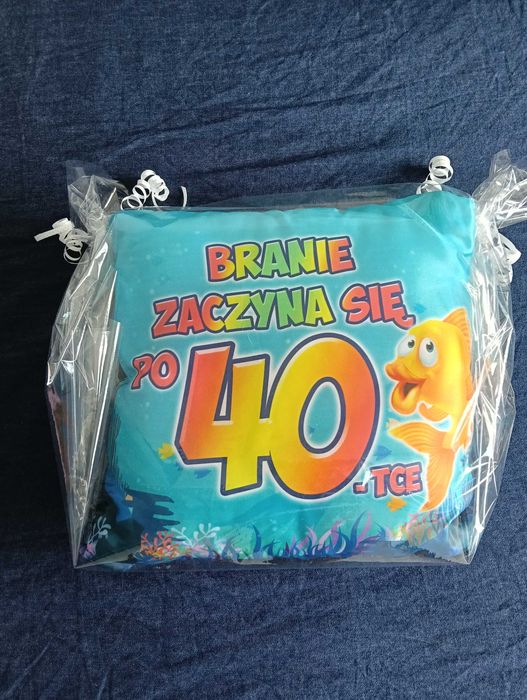 BRANIE
ZACZYNA SIĘ
PO 40-TCE